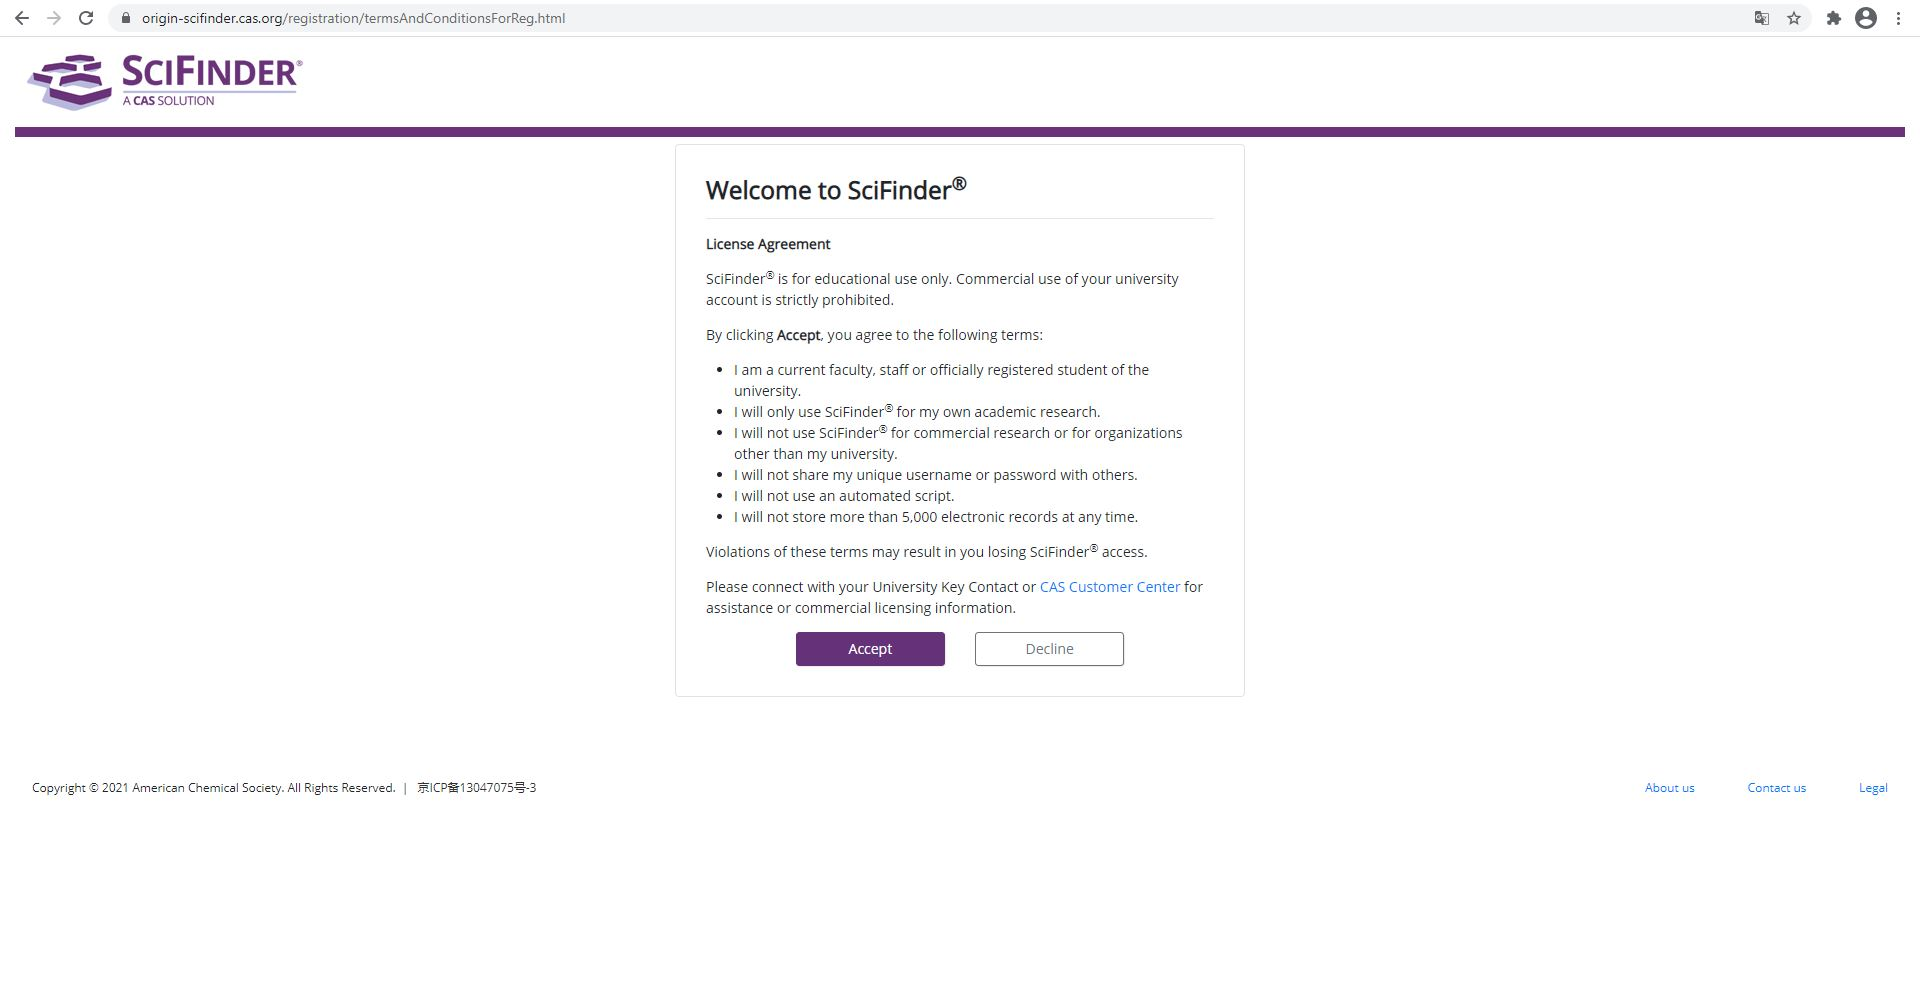 origin-scifinder.cas.org/registration/termsAndConditionsForReg.html
SCIFINDER®
A CAS SOLUTION
Welcome to SciFinder®
License Agreement
SciFinder® is for educational use only. Commercial use of your university
account is strictly prohibited.
By clicking Accept, you agree to the following terms:
• I am a current faculty, staff or officially registered student of the
university.
• I will only use SciFinder® for my own academic research.
• I will not use SciFinder® for commercial research or for organizations
other than my university.
• I will not share my unique username or password with others.
• I will not use an automated script.
• I will not store more than 5,000 electronic records at any time.
Violations of these terms may result in you losing SciFinder® access.
Please connect with your University Key Contact or CAS Customer Center for
assistance or commercial licensing information.
Accept Decline
Copyright © 2021 American Chemical Society. All Rights Reserved. | 京ICP备13047075号-3 About us Contact us Legal